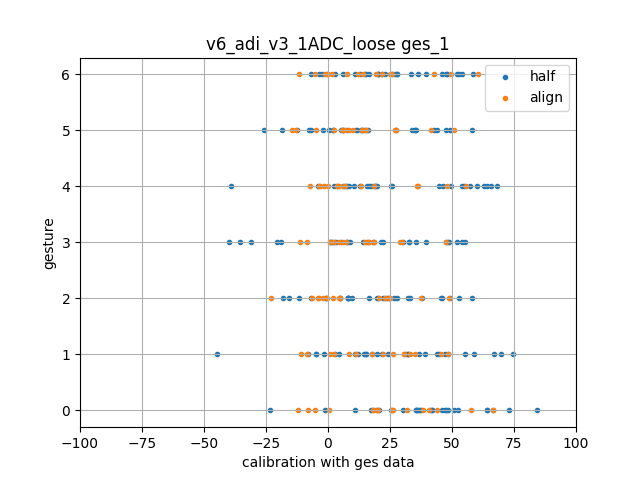 v6_adi_v3_1ADC_loose ges_1
half
align
gesture
6
5
4
3
2
1
0
−100 −75 −50 −25 0 25 50 75 100
calibration with ges data